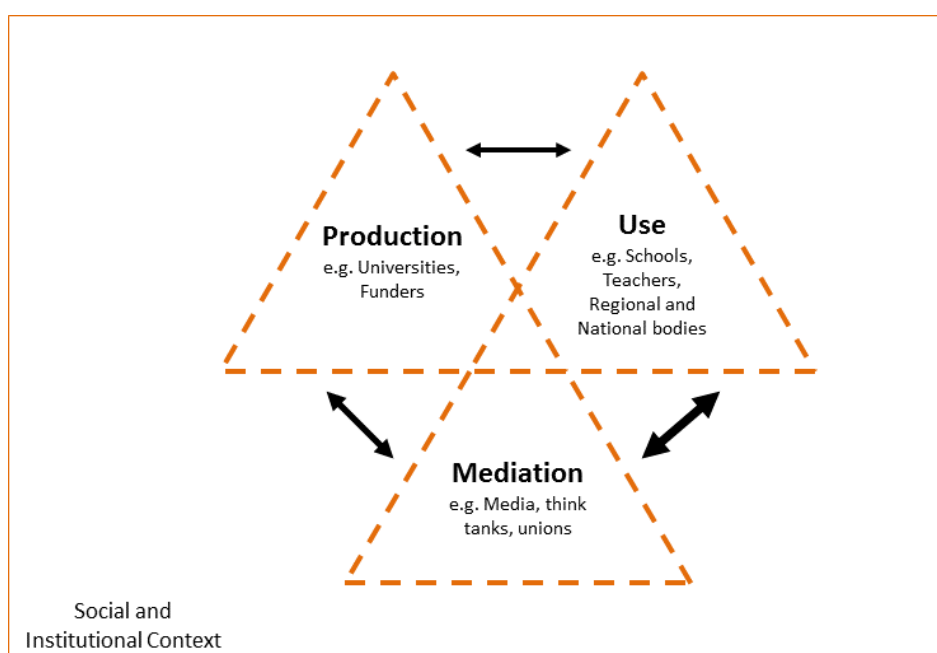 Production
e.g. Universities,
Funders
Use
e.g. Schools,
Teachers,
Regional and
National bodies
Mediation
e.g. Media, think
tanks, unions
Social and
Institutional Context